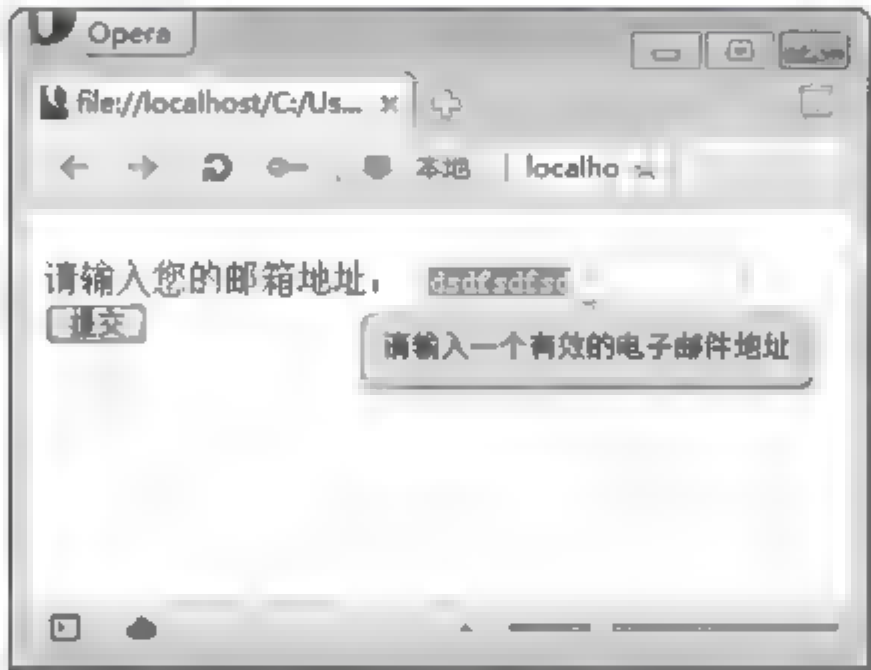 Opera
file://localhost/C:/Us...
本地 | localho
请输入您的邮箱地址： dsdfsdfsd
提交
请输入一个有效的电子邮件地址